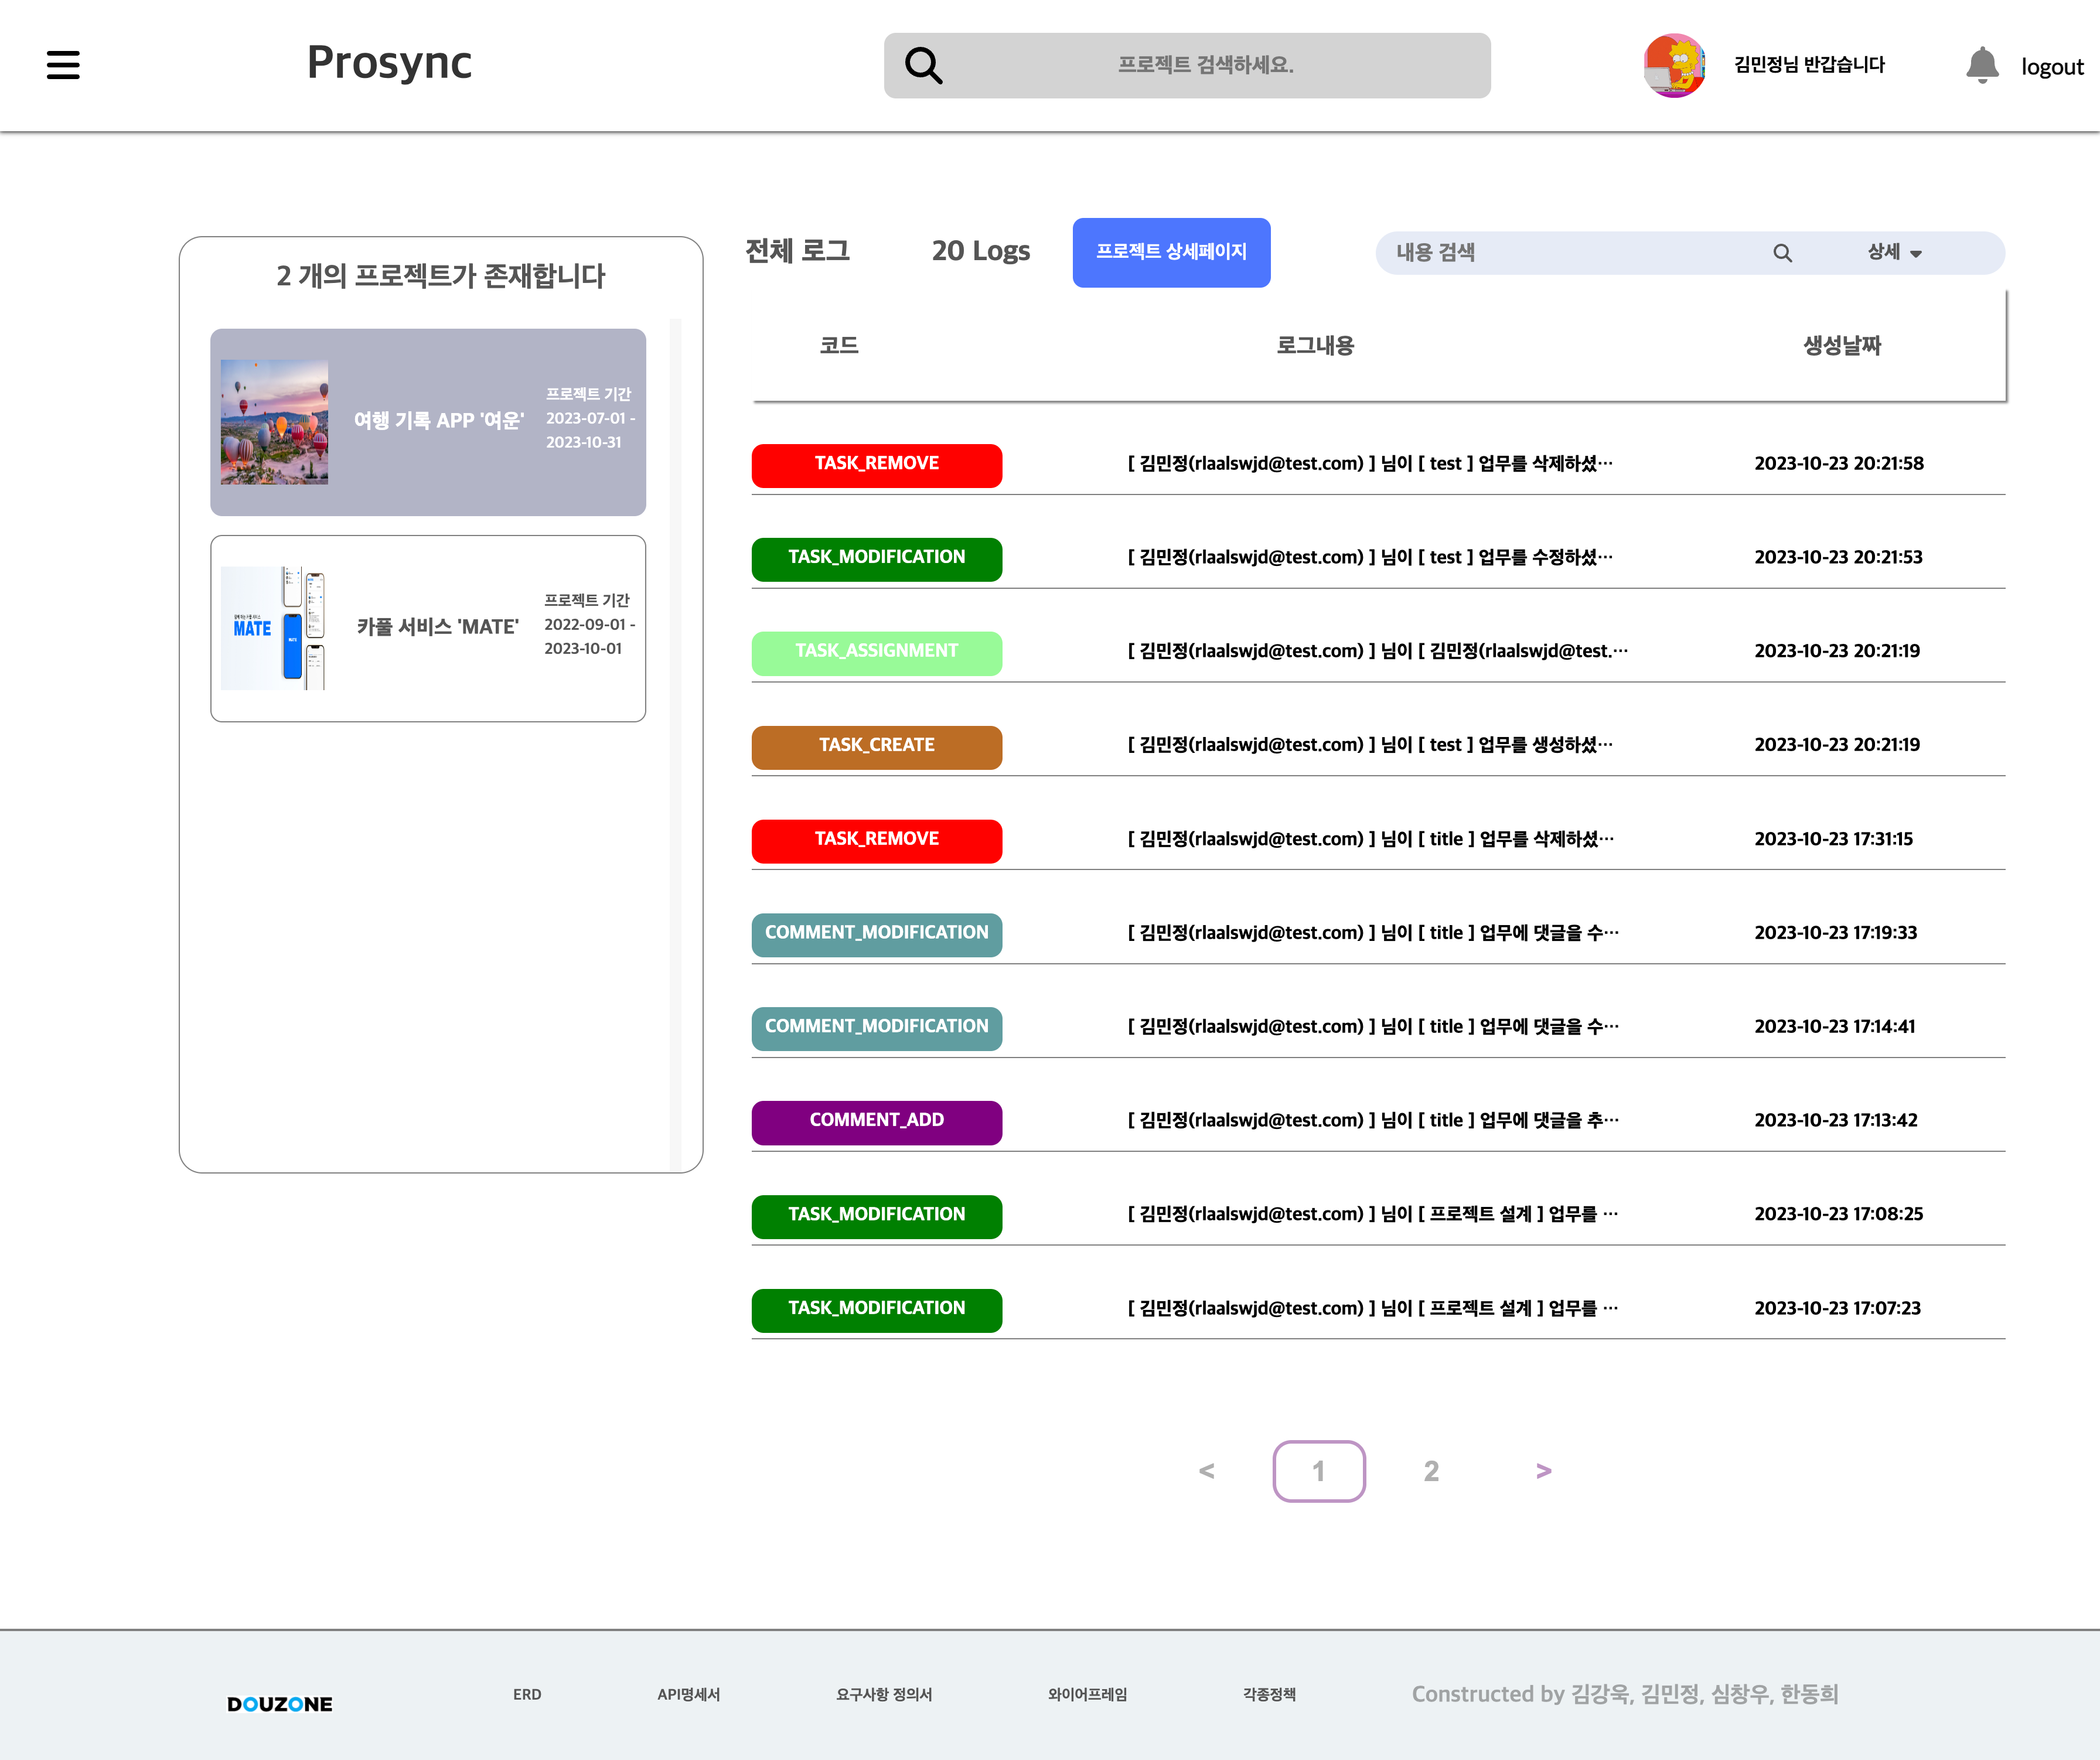 Prosync
프로젝트 검색하세요.
김민정님 반갑습니다
logout
2 개의 프로젝트가 존재합니다
여행 기록 APP '여운'
프로젝트 기간
2023-07-01 -
2023-10-31
MATE
MATE
카풀 서비스 'MATE'
프로젝트 기간
2022-09-01 -
2023-10-01
전체 로그
20 Logs
프로젝트 상세페이지
내용 검색
상세
코드 로그내용 생성날짜
TASK_REMOVE [ 김민정(rlaalswjd@test.com) ] 님이 [ test ] 업무를 삭제하셨… 2023-10-23 20:21:58
TASK_MODIFICATION [ 김민정(rlaalswjd@test.com) ] 님이 [ test ] 업무를 수정하셨… 2023-10-23 20:21:53
TASK_ASSIGNMENT [ 김민정(rlaalswjd@test.com) ] 님이 [ 김민정(rlaalswjd@test.… 2023-10-23 20:21:19
TASK_CREATE [ 김민정(rlaalswjd@test.com) ] 님이 [ test ] 업무를 생성하셨… 2023-10-23 20:21:19
TASK_REMOVE [ 김민정(rlaalswjd@test.com) ] 님이 [ title ] 업무를 삭제하셨… 2023-10-23 17:31:15
COMMENT_MODIFICATION [ 김민정(rlaalswjd@test.com) ] 님이 [ title ] 업무에 댓글을 수… 2023-10-23 17:19:33
COMMENT_MODIFICATION [ 김민정(rlaalswjd@test.com) ] 님이 [ title ] 업무에 댓글을 수… 2023-10-23 17:14:41
COMMENT_ADD [ 김민정(rlaalswjd@test.com) ] 님이 [ title ] 업무에 댓글을 추… 2023-10-23 17:13:42
TASK_MODIFICATION [ 김민정(rlaalswjd@test.com) ] 님이 [ 프로젝트 설계 ] 업무를 … 2023-10-23 17:08:25
TASK_MODIFICATION [ 김민정(rlaalswjd@test.com) ] 님이 [ 프로젝트 설계 ] 업무를 … 2023-10-23 17:07:23
< 1 2 >
DOUZONE
ERD
API명세서
요구사항 정의서
와이어프레임
각종정책
Constructed by 김강욱, 김민정, 심창우, 한동희